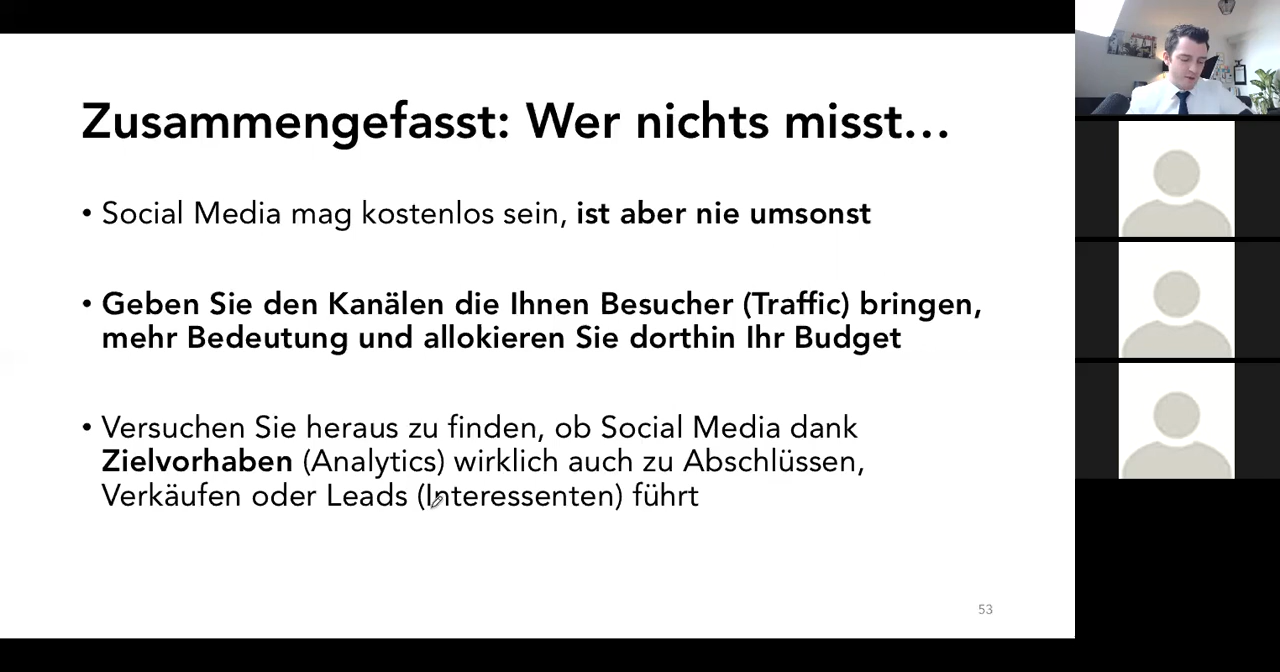 Zusammengefasst: Wer nichts misst…
• Social Media mag kostenlos sein, ist aber nie umsonst
• Geben Sie den Kanälen die Ihnen Besucher (Traffic) bringen,
mehr Bedeutung und allokieren Sie dorthin Ihr Budget
• Versuchen Sie heraus zu finden, ob Social Media dank
Zielvorhaben (Analytics) wirklich auch zu Abschlüssen,
Verkäufen oder Leads (Interessenten) führt
53